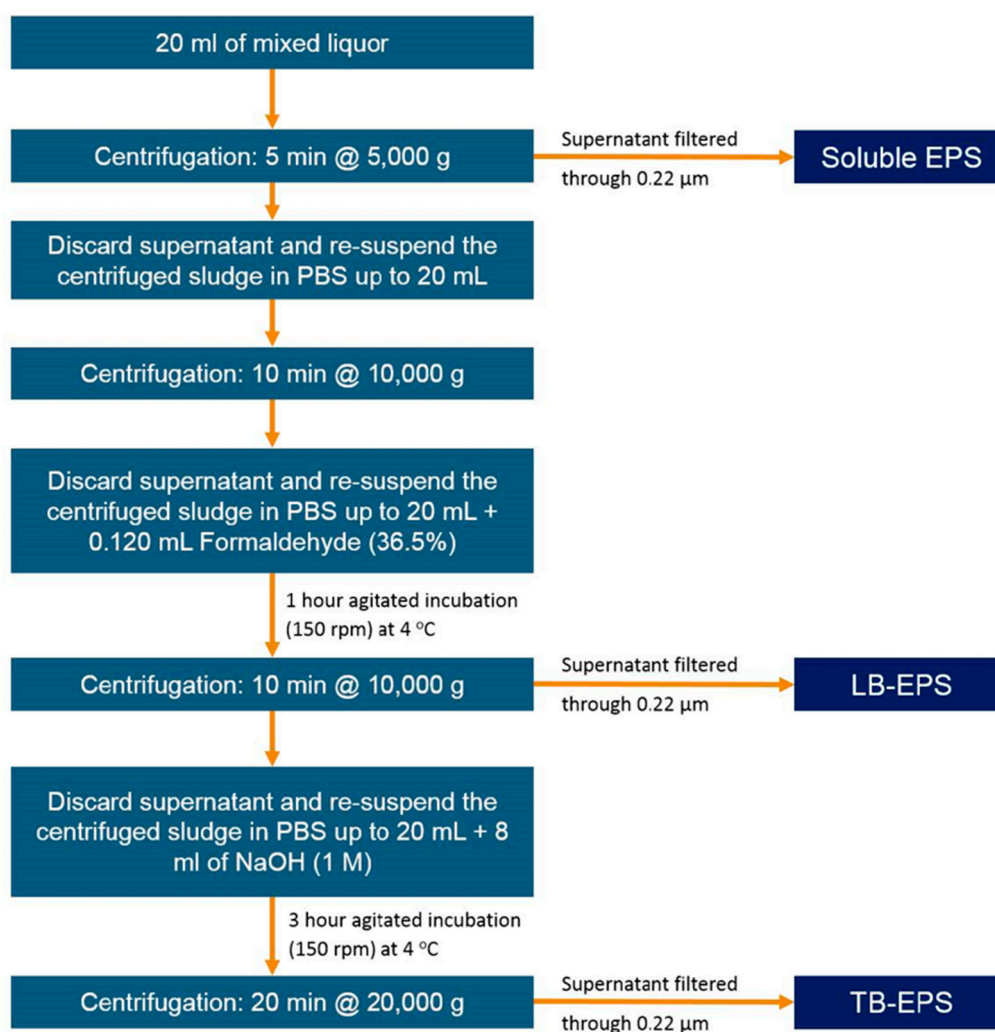 20 ml of mixed liquor
Centrifugation: 5 min @ 5,000 g
Supernatant filtered
through 0.22 µm
Soluble EPS
Discard supernatant and re-suspend the
centrifuged sludge in PBS up to 20 mL
Centrifugation: 10 min @ 10,000 g
Discard supernatant and re-suspend the
centrifuged sludge in PBS up to 20 mL +
0.120 mL Formaldehyde (36.5%)
1 hour agitated incubation
(150 rpm) at 4 °C
Centrifugation: 10 min @ 10,000 g
Supernatant filtered
through 0.22 µm
LB-EPS
Discard supernatant and re-suspend the
centrifuged sludge in PBS up to 20 mL + 8
ml of NaOH (1 M)
3 hour agitated incubation
(150 rpm) at 4 °C
Centrifugation: 20 min @ 20,000 g
Supernatant filtered
through 0.22 µm
TB-EPS